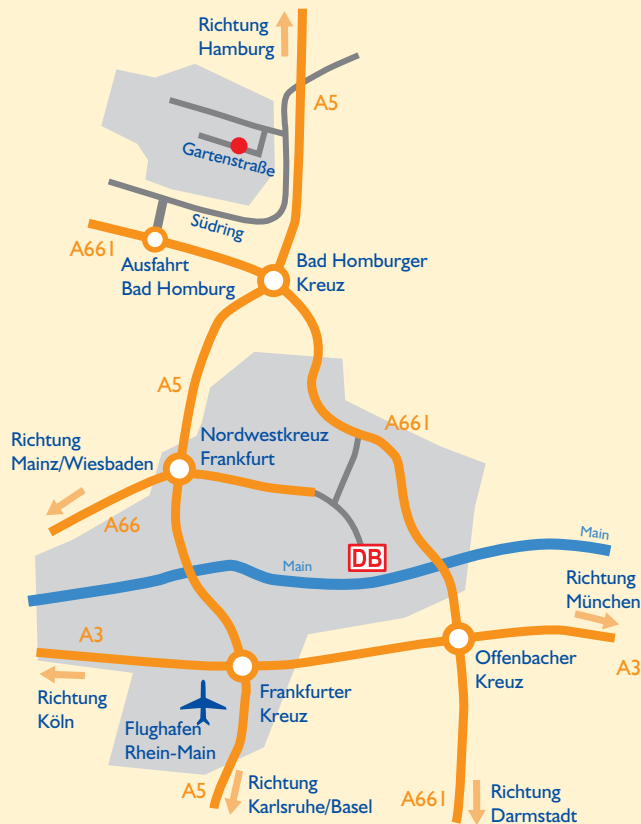 Richtung
Hamburg
A5
Gartenstraße
Südring
A661
Ausfahrt
Bad Homburg
Bad Homburger
Kreuz
A5
A661
Nordwestkreuz
Frankfurt
Richtung
Mainz/Wiesbaden
A66
Main
DB
Main
Richtung
München
A3
A3
Richtung
Köln
Flughafen
Rhein-Main
Frankfurter
Kreuz
Offenbacher
Kreuz
A5
Richtung
Karlsruhe/Basel
A661
Richtung
Darmstadt